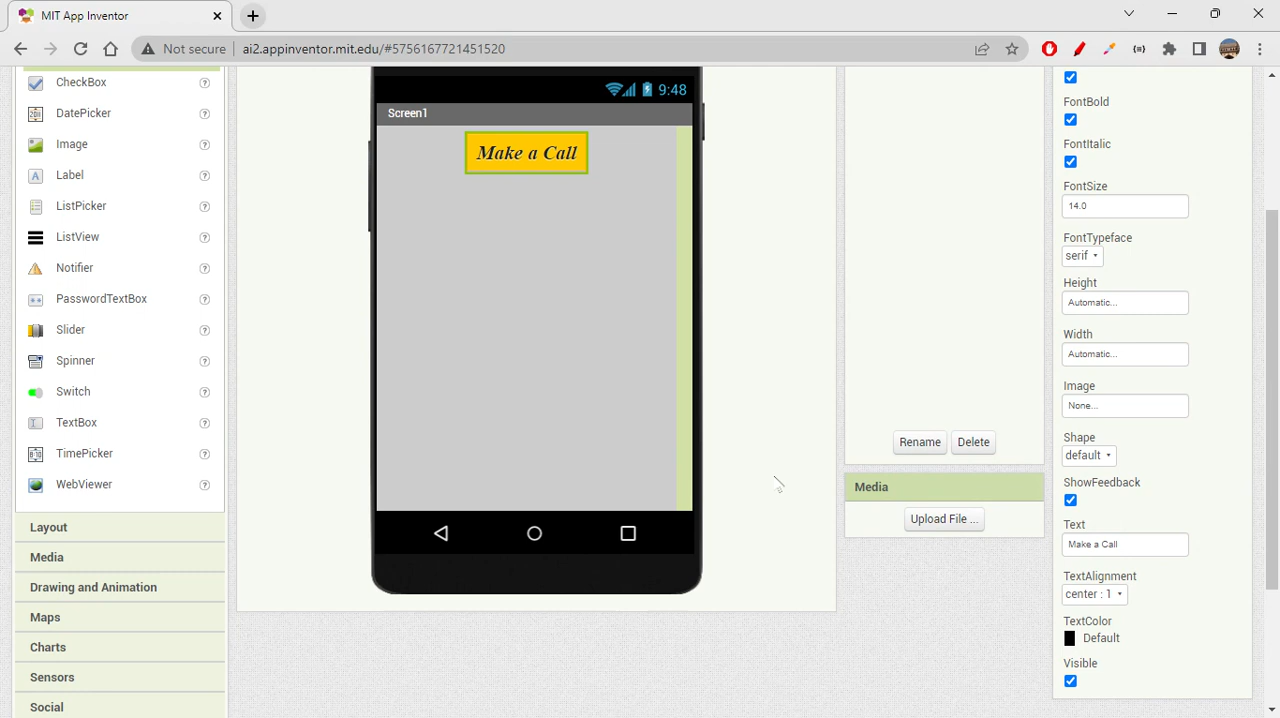 MIT App Inventor
Not secure
ai2.appinventor.mit.edu/#5756167721451520
CheckBox
DatePicker
Image
Label
ListPicker
ListView
Notifier
PasswordTextBox
Slider
Spinner
Switch
TextBox
TimePicker
WebViewer
Layout
Media
Drawing and Animation
Maps
Charts
Sensors
Social
9:48
Screen1
Make a Call
Rename
Delete
Media
Upload File ...
FontBold
FontItalic
FontSize
14.0
FontTypeface
serif
Height
Automatic...
Width
Automatic...
Image
None...
Shape
default
ShowFeedback
Text
Make a Call
TextAlignment
center : 1
TextColor
Default
Visible